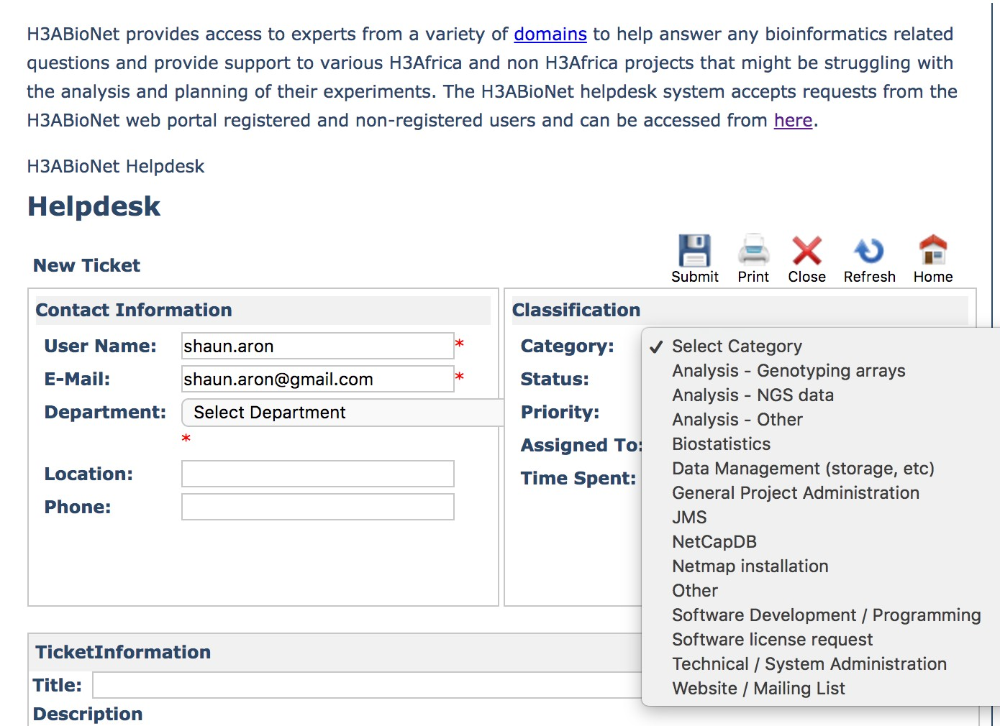 H3ABioNet provides access to experts from a variety of domains to help answer any bioinformatics related
questions and provide support to various H3Africa and non H3Africa projects that might be struggling with
the analysis and planning of their experiments. The H3ABioNet helpdesk system accepts requests from the
H3ABioNet web portal registered and non-registered users and can be accessed from here.
H3ABioNet Helpdesk
Helpdesk
New Ticket
Submit Print Close Refresh Home
Contact Information
User Name: shaun.aron *
E-Mail: shaun.aron@gmail.com *
Department: Select Department
*
Location:
Phone:
Classification
Category:
Status:
Priority:
Assigned To:
Time Spent:
✓ Select Category
Analysis - Genotyping arrays
Analysis - NGS data
Analysis - Other
Biostatistics
Data Management (storage, etc)
General Project Administration
JMS
NetCapDB
Netmap installation
Other
Software Development / Programming
Software license request
Technical / System Administration
Website / Mailing List
TicketInformation
Title:
Description